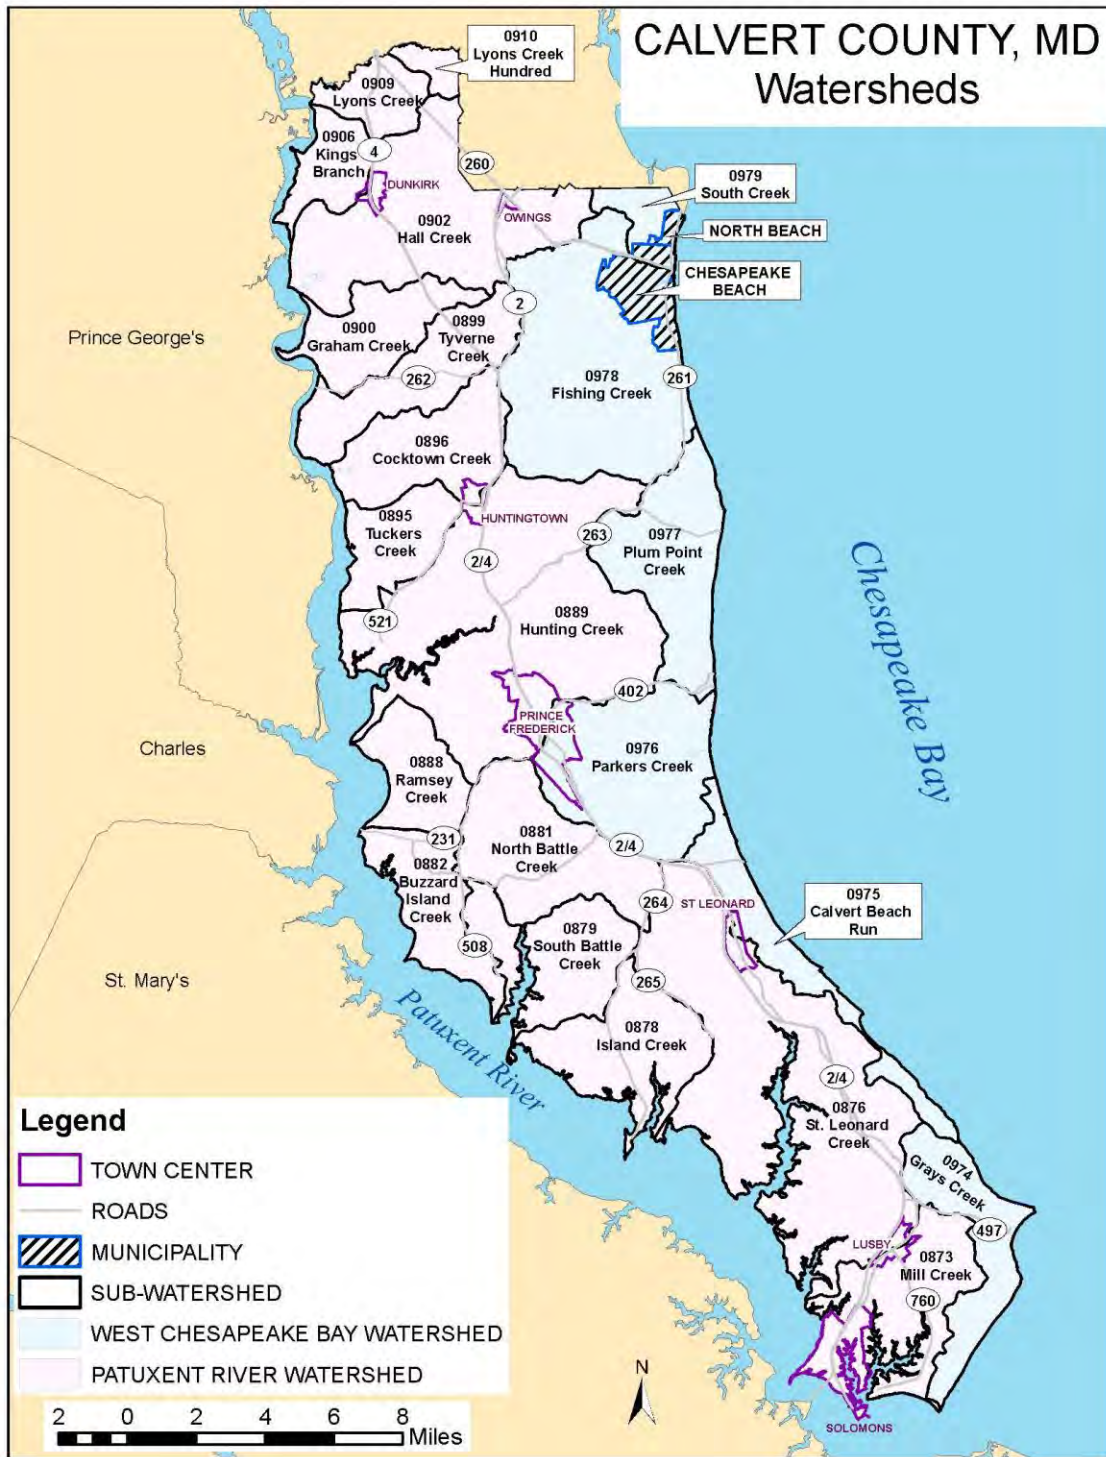 CALVERT COUNTY, MD
Watersheds
0910
Lyons Creek
Hundred
0909
Lyons Creek
0906
Kings
Branch
4
260
DUNKIRK
0979
South Creek
0902
Hall Creek
OWINGS
NORTH BEACH
CHESAPEAKE
BEACH
2
Prince George's
0900
Graham Creek
0899
Tyverne
Creek
262
0978
Fishing Creek
261
0896
Cocktown Creek
HUNTINGTOWN
0895
Tuckers
Creek
263
0977
Plum Point
Creek
2/4
521
0889
Hunting Creek
402
Chesapeake Bay
PRINCE
FREDERICK
Charles
0888
Ramsey
Creek
0976
Parkers Creek
231
0881
North Battle
Creek
2/4
0882
Buzzard
Island
Creek
264
ST LEONARD
0975
Calvert Beach
Run
508
0879
South Battle
Creek
265
St. Mary's
0878
Island Creek
Patuxent River
2/4
0876
St. Leonard
Creek
0974
Grays Creek
497
LUSBY
0873
Mill Creek
760
SOLOMONS
Legend
TOWN CENTER
ROADS
MUNICIPALITY
SUB-WATERSHED
WEST CHESAPEAKE BAY WATERSHED
PATUXENT RIVER WATERSHED
N
2 0 2 4 6 8
Miles